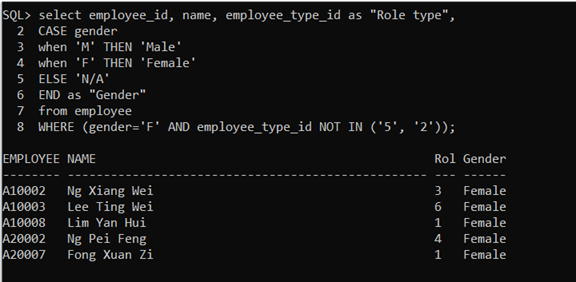 SQL> select employee_id, name, employee_type_id as "Role type",
2 CASE gender
3 when 'M' THEN 'Male'
4 when 'F' THEN 'Female'
5 ELSE 'N/A'
6 END as "Gender"
7 from employee
8 WHERE (gender='F' AND employee_type_id NOT IN ('5', '2'));
EMPLOYEE NAME Rol Gender
-------- -------------------------------------------------- --- ------
A10002 Ng Xiang Wei 3 Female
A10003 Lee Ting Wei 6 Female
A10008 Lim Yan Hui 1 Female
A20002 Ng Pei Feng 4 Female
A20007 Fong Xuan Zi 1 Female